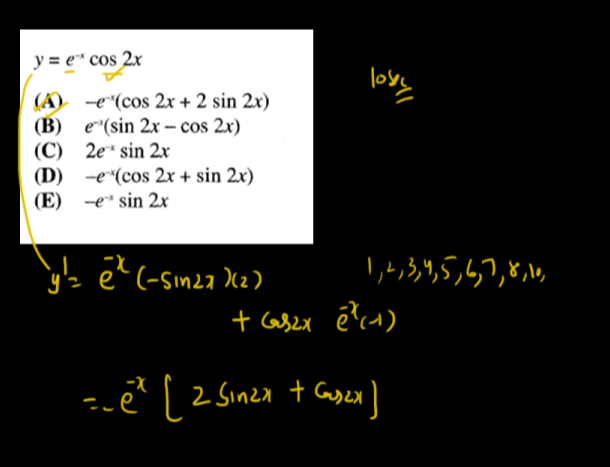 y = e⁻ˣ cos 2x
(A) −e⁻ˣ(cos 2x + 2 sin 2x)
(B) e⁻ˣ(sin 2x − cos 2x)
(C) 2e⁻ˣ sin 2x
(D) −e⁻ˣ(cos 2x + sin 2x)
(E) −e⁻ˣ sin 2x
y' = e⁻ˣ (-sin2x)(2)
1,2,3,4,5,6,7,8,10,
+ cos2x e⁻ˣ(-1)
= -e⁻ˣ [2 sin2x + cos2x]